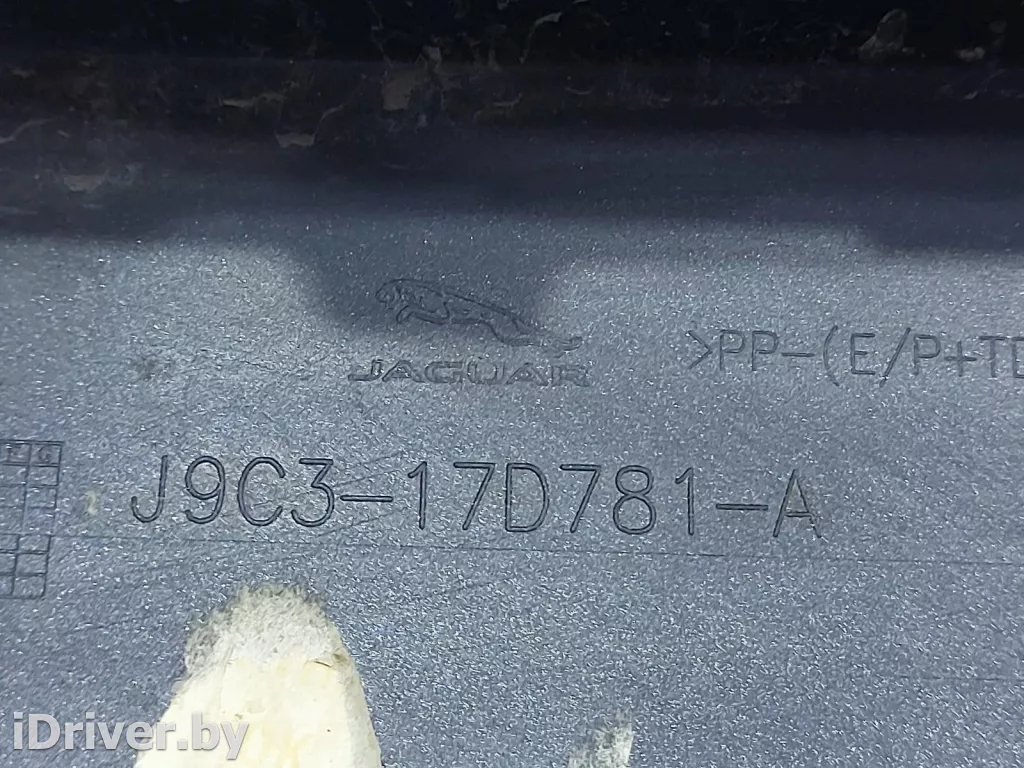 >PP-(E/P+TD
JAGUAR
J9C3-17D781-A
iDriver.by